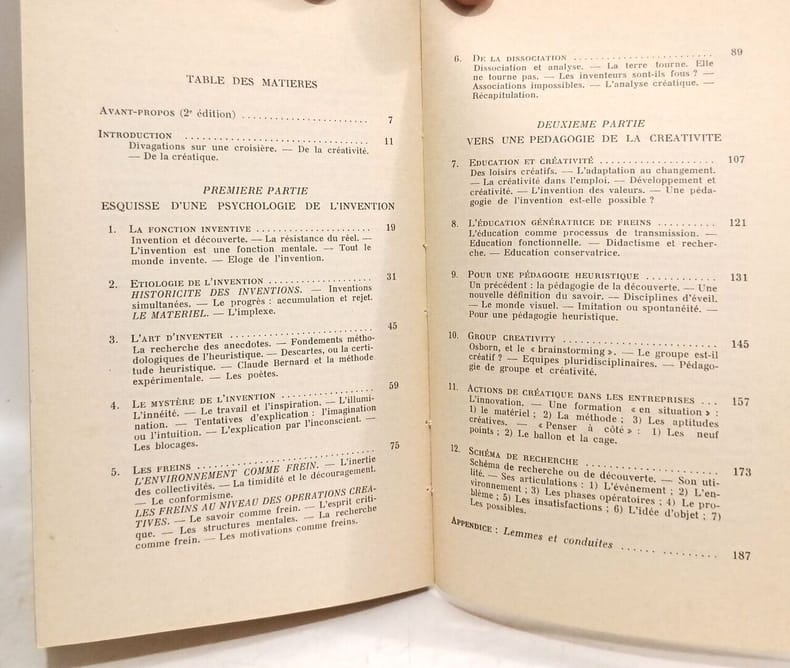 TABLE DES MATIERES
AVANT-PROPOS (2e édition) ........................ 7
INTRODUCTION ........................ 11
Divagations sur une croisière. — De la créativité.
— De la créatique.
PREMIERE PARTIE
ESQUISSE D'UNE PSYCHOLOGIE DE L'INVENTION
1. LA FONCTION INVENTIVE ........................ 19
Invention et découverte. — La résistance du réel. —
L'invention est une fonction mentale. — Tout le
monde invente. — Eloge de l'invention.
2. ETIOLOGIE DE L'INVENTION ........................ 31
HISTORICITE DES INVENTIONS. — Inventions
simultanées. — Le progrès : accumulation et rejet.
LE MATERIEL. — L'implexe.
3. L'ART D'INVENTER ........................ 45
La recherche des anecdotes. — Fondements métho-
dologiques de l'heuristique. — Descartes, ou la certi-
tude heuristique. — Claude Bernard et la méthode
expérimentale. — Les poètes.
4. LE MYSTÈRE DE L'INVENTION ........................ 59
L'innéité. — Le travail et l'inspiration. — L'illumi-
nation. — Tentatives d'explication : l'imagination
ou l'intuition. — L'explication par l'inconscient. —
Les blocages.
5. LES FREINS ........................ 75
L'ENVIRONNEMENT COMME FREIN. — L'inertie
des collectivités. — La timidité et le découragement.
— Le conformisme.
LES FREINS AU NIVEAU DES OPERATIONS CREA-
TIVES. — Le savoir comme frein. — L'esprit criti-
que. — Les structures mentales. — La recherche
comme frein. — Les motivations comme freins.
6. DE LA DISSOCIATION ........................ 89
Dissociation et analyse. — La terre tourne. Elle
ne tourne pas. — Les inventeurs sont-ils fous ? —
Associations impossibles. — L'analyse créatique. —
Récapitulation.
DEUXIEME PARTIE
VERS UNE PEDAGOGIE DE LA CREATIVITE
7. EDUCATION ET CRÉATIVITÉ ........................ 107
Des loisirs créatifs. — L'adaptation au changement.
— La créativité dans l'emploi. — Développement et
créativité. — L'invention des valeurs. — Une péda-
gogie de l'invention est-elle possible ?
8. L'ÉDUCATION GÉNÉRATRICE DE FREINS .......... 121
L'éducation comme processus de transmission. —
Education fonctionnelle. — Didactisme et recher-
che. — Education conservatrice.
9. POUR UNE PÉDAGOGIE HEURISTIQUE ............ 131
Un précédent : la pédagogie de la découverte. — Une
nouvelle définition du savoir. — Disciplines d'éveil.
— Le monde visuel. — Imitation ou spontanéité. —
Pour une pédagogie heuristique.
10. GROUP CREATIVITY ........................ 145
Osborn, et le « brainstorming ». — Le groupe est-il
créatif ? — Equipes pluridisciplinaires. — Pédago-
gie de groupe et créativité.
11. ACTIONS DE CRÉATIQUE DANS LES ENTREPRISES ... 157
L'innovation. — Une formation « en situation » :
1) le matériel ; 2) La méthode ; 3) Les aptitudes
créatives. — « Penser à côté » : 1) Les neuf
points ; 2) Le ballon et la cage.
12. SCHÉMA DE RECHERCHE ........................ 173
Schéma de recherche ou de découverte. — Son uti-
lité. — Ses articulations : 1) L'événement ; 2) L'en-
vironnement ; 3) Les phases opératoires ; 4) Le pro-
blème ; 5) Les insatisfactions ; 6) L'idée d'objet ; 7)
Les possibles.
APPENDICE : Lemmes et conduites ............... 187